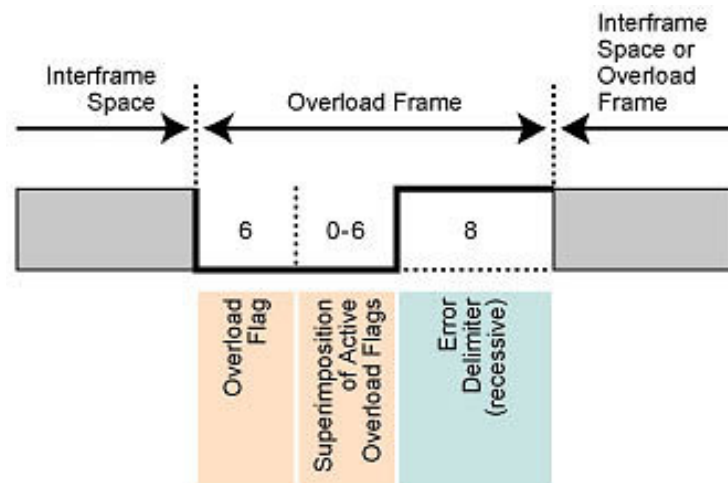 Interframe
Space
Overload Frame
Interframe
Space or
Overload
Frame
6
0-6
8
Overload
Flag
Superimposition
of Active
Overload Flags
Error
Delimiter
(recessive)